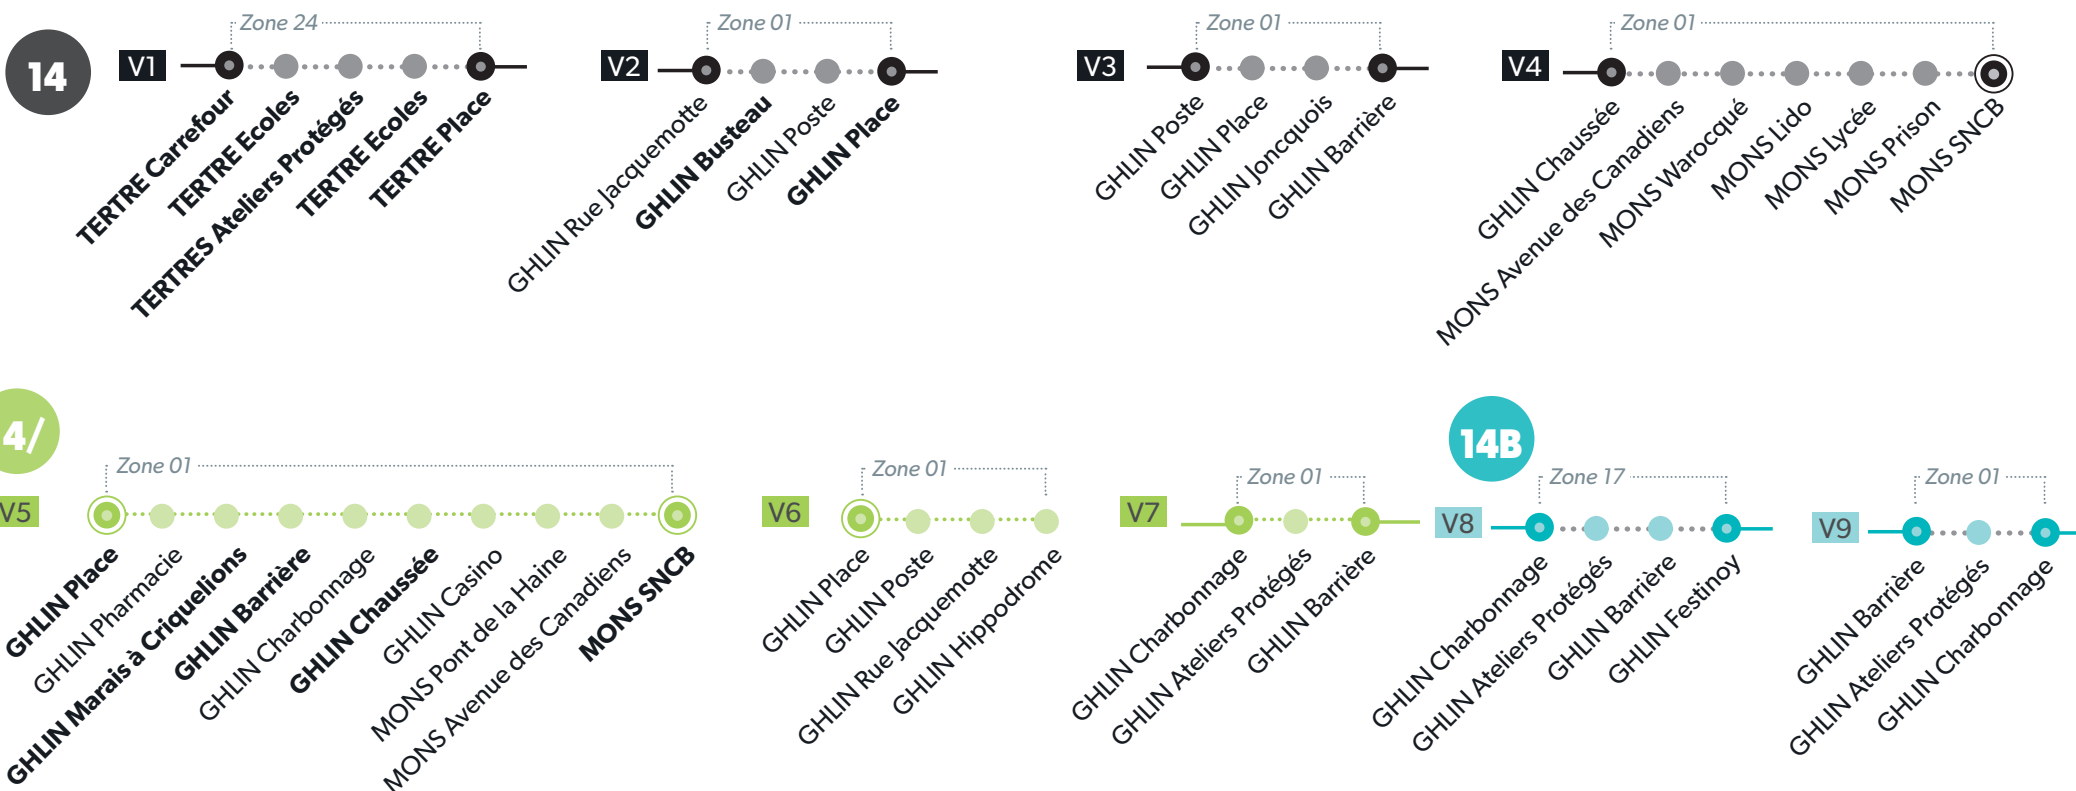 14
V1
Zone 24
TERTRE Carrefour
TERTRE Ecoles
TERTRES Ateliers Protégés
TERTRE Ecoles
TERTRE Place
V2
Zone 01
GHLIN Rue Jacquemotte
GHLIN Busteau
GHLIN Poste
GHLIN Place
V3
Zone 01
GHLIN Poste
GHLIN Place
GHLIN Joncquois
GHLIN Barrière
V4
Zone 01
GHLIN Chaussée
MONS Avenue des Canadiens
MONS Warocqué
MONS Lido
MONS Lycée
MONS Prison
MONS SNCB
4/
V5
Zone 01
GHLIN Place
GHLIN Pharmacie
GHLIN Marais à Criquelions
GHLIN Barrière
GHLIN Charbonnage
GHLIN Chaussée
GHLIN Casino
MONS Pont de la Haine
MONS Avenue des Canadiens
MONS SNCB
V6
Zone 01
GHLIN Place
GHLIN Poste
GHLIN Rue Jacquemotte
GHLIN Hippodrome
V7
Zone 01
GHLIN Charbonnage
GHLIN Ateliers Protégés
GHLIN Barrière
14B
V8
Zone 17
GHLIN Charbonnage
GHLIN Ateliers Protégés
GHLIN Barrière
GHLIN Festinoy
V9
Zone 01
GHLIN Barrière
GHLIN Ateliers Protégés
GHLIN Charbonnage